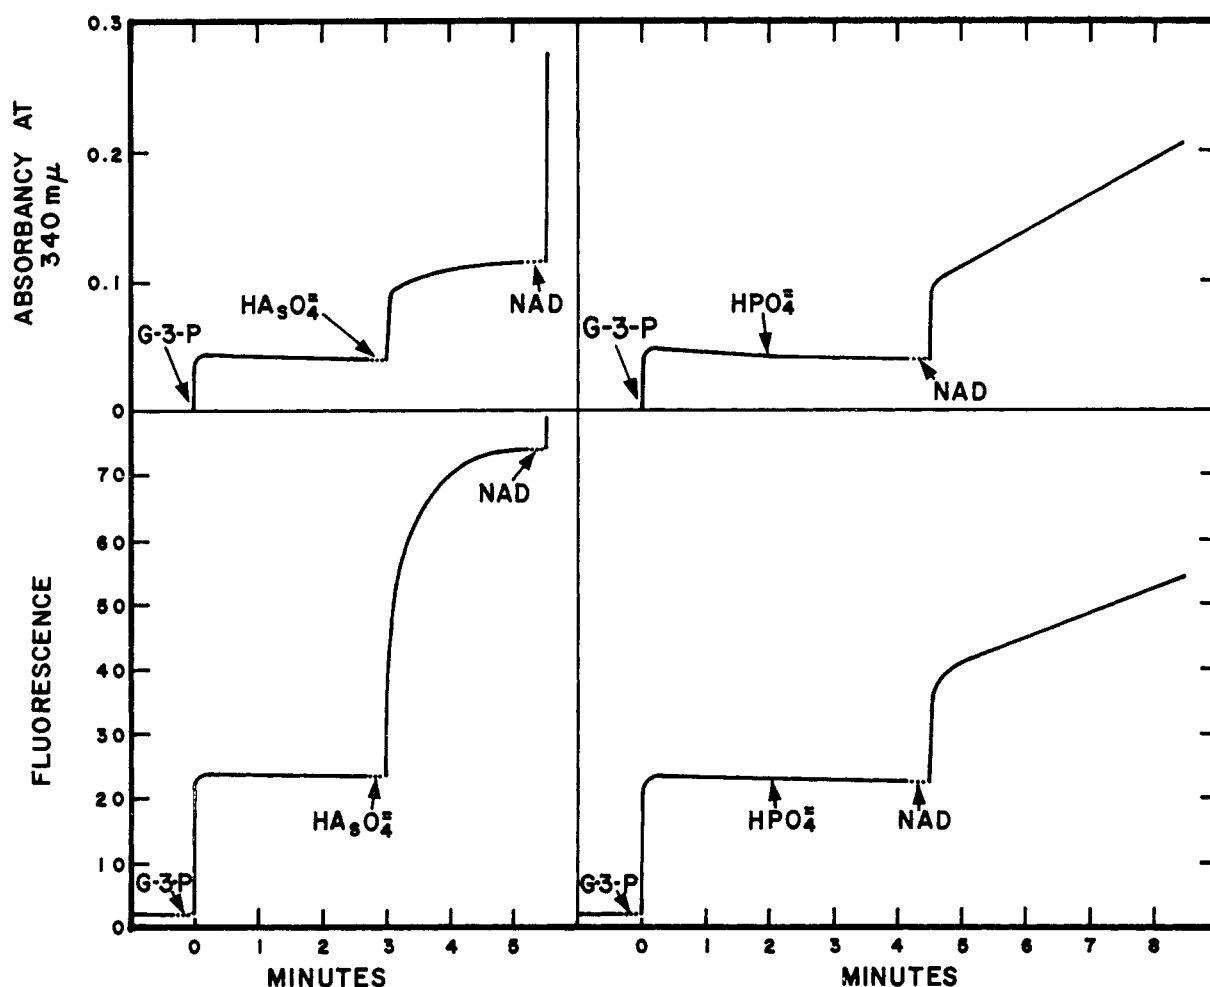 ABSORBANCY AT
340 mμ
0.3
0.2
0.1
0
G-3-P
HAsO4=
NAD
G-3-P
HPO4=
NAD
FLUORESCENCE
70
60
50
40
30
20
10
0
G-3-P
HAsO4=
NAD
G-3-P
HPO4=
NAD
0 1 2 3 4 5
0 1 2 3 4 5 6 7 8
MINUTES
MINUTES